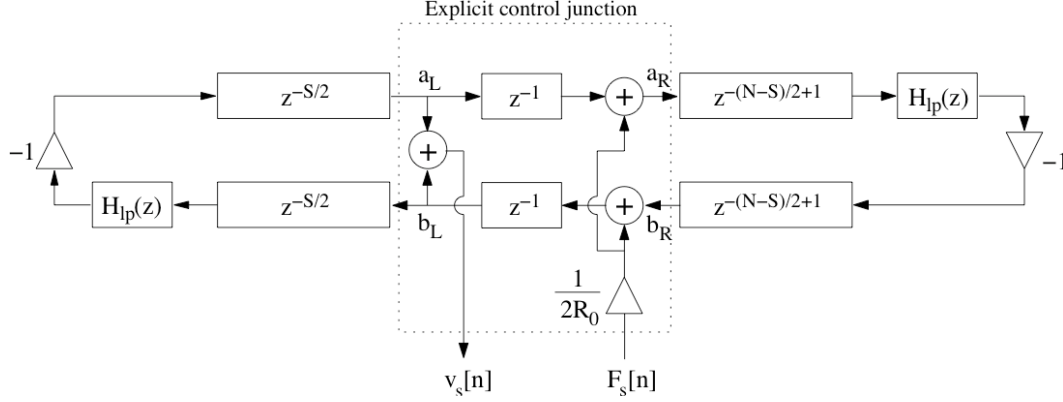 Explicit control junction
z^{-S/2}
a_L
z^{-1}
a_R
z^{-(N-S)/2+1}
H_{lp}(z)
-1
+
+
-1
H_{lp}(z)
z^{-S/2}
b_L
z^{-1}
+
b_R
z^{-(N-S)/2+1}
1
2R_0
v_s[n]
F_s[n]